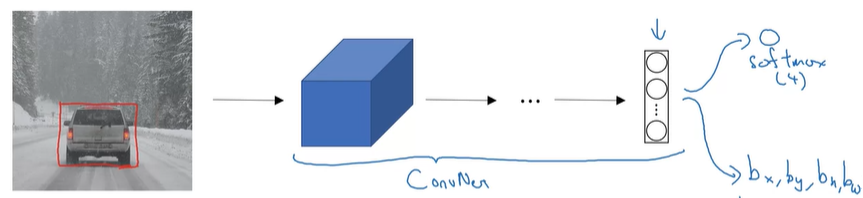 softmax
(4)
ConvNet
bx, by, bh, bw